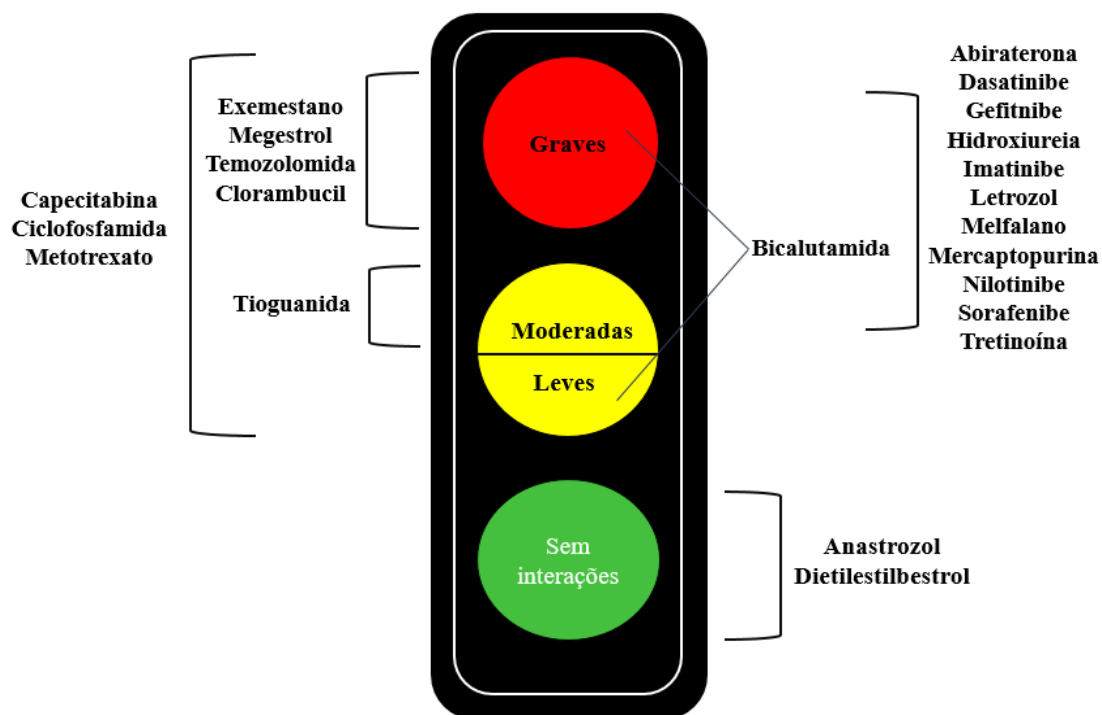 Capecitabina
Ciclofosfamida
Metotrexato
Exemestano
Megestrol
Temozolomida
Clorambucil
Tioguanida
Graves
Moderadas
Leves
Sem
interações
Bicalutamida
Abiraterona
Dasatinibe
Gefitnibe
Hidroxiureia
Imatinibe
Letrozol
Melfalano
Mercaptopurina
Nilotinibe
Sorafenibe
Tretinoína
Anastrozol
Dietilestilbestrol